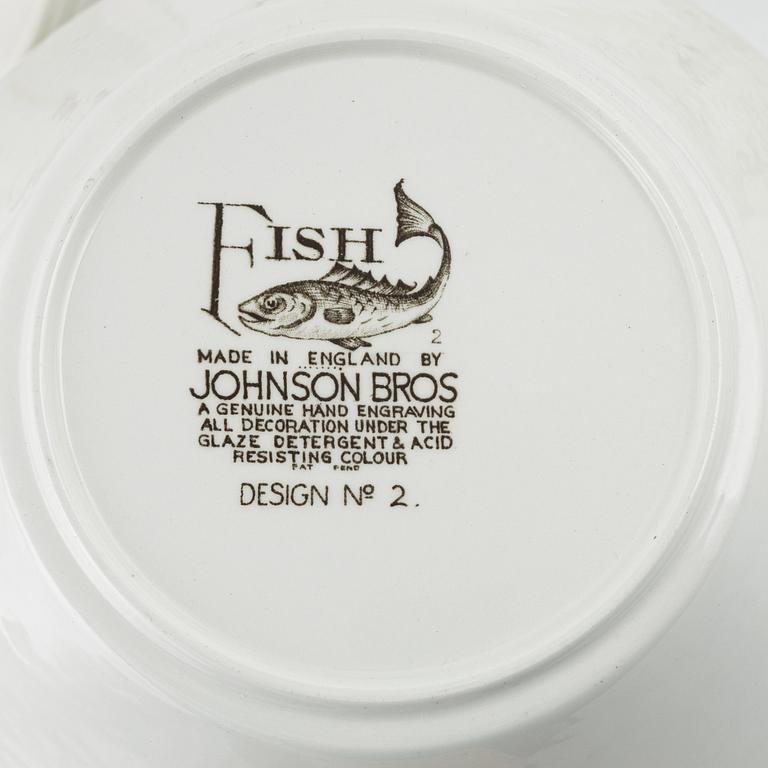 FISH
2
MADE IN ENGLAND BY
JOHNSON BROS
A GENUINE HAND ENGRAVING
ALL DECORATION UNDER THE
GLAZE DETERGENT & ACID
RESISTING COLOUR
PAT PEND
DESIGN Nº 2.